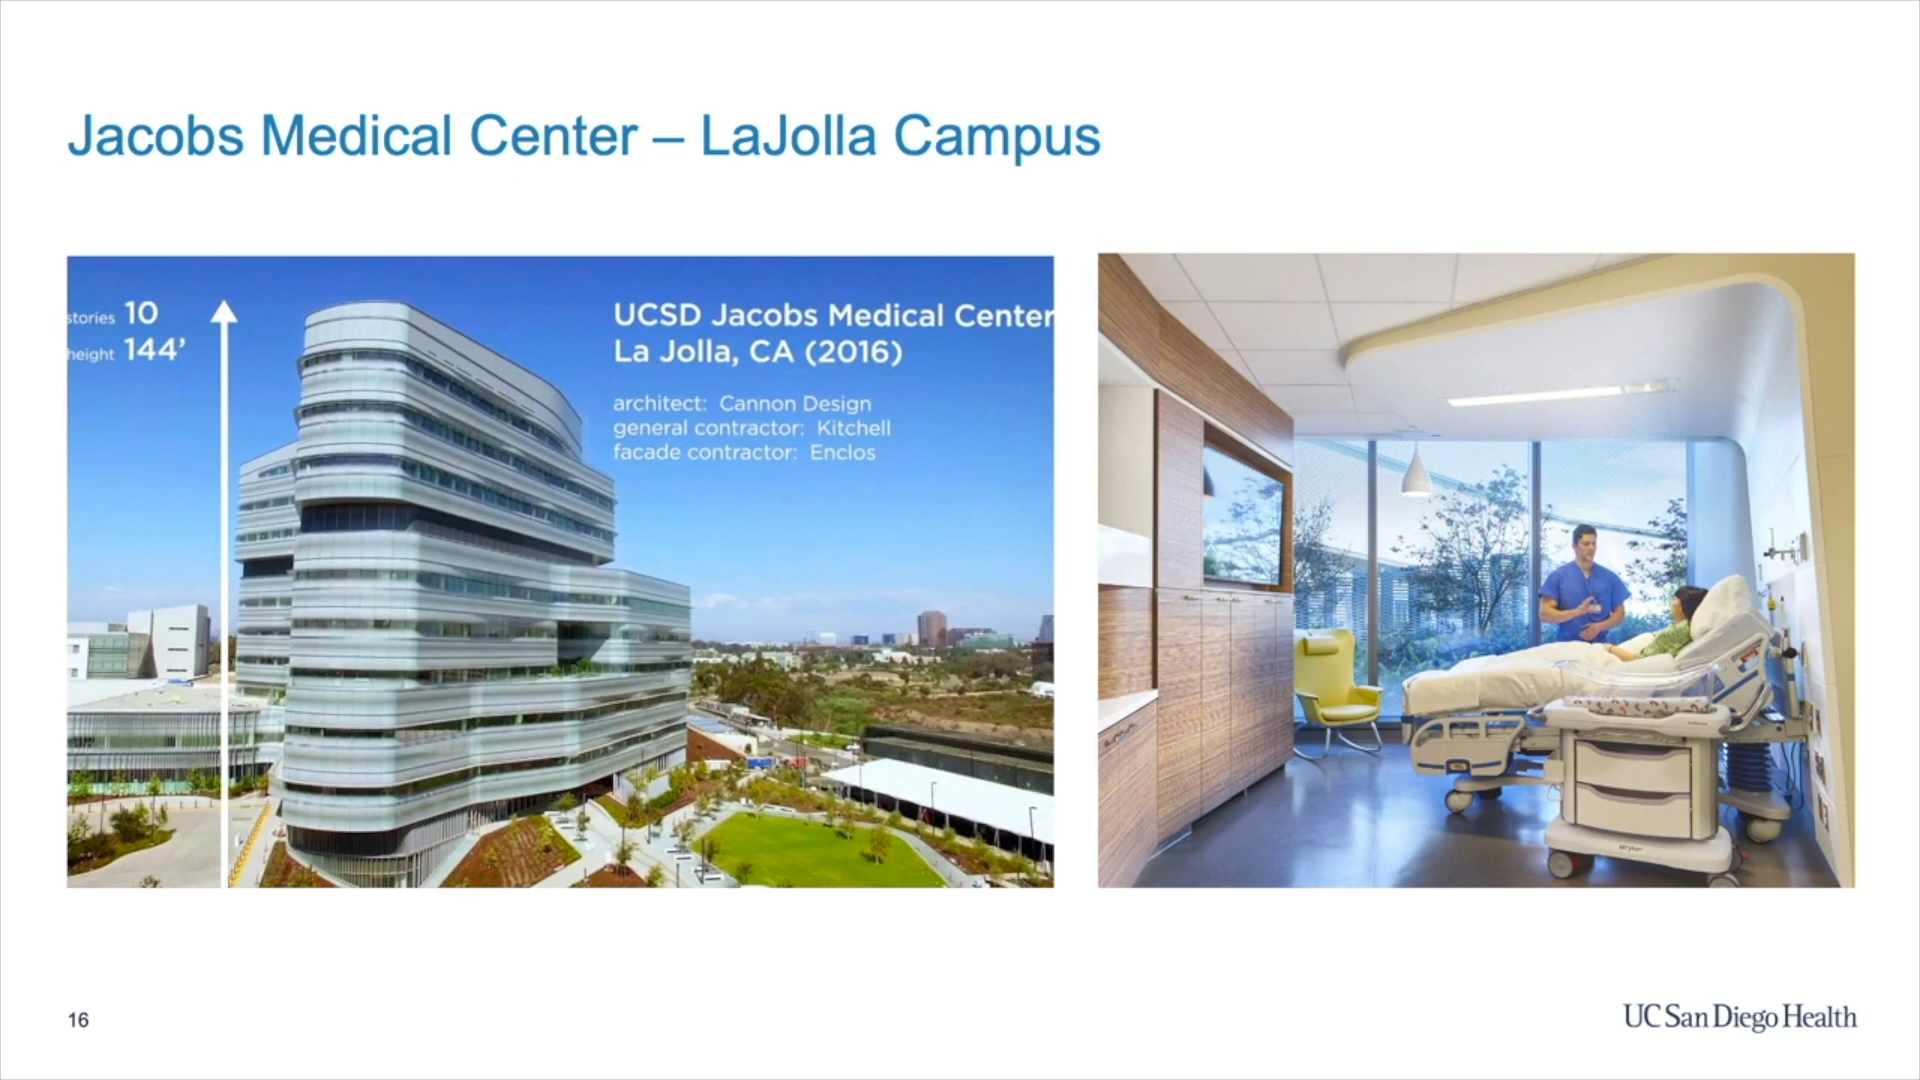 Jacobs Medical Center – LaJolla Campus
stories 10
height 144’
UCSD Jacobs Medical Center
La Jolla, CA (2016)
architect: Cannon Design
general contractor: Kitchell
facade contractor: Enclos
stryker
16
UC San Diego Health